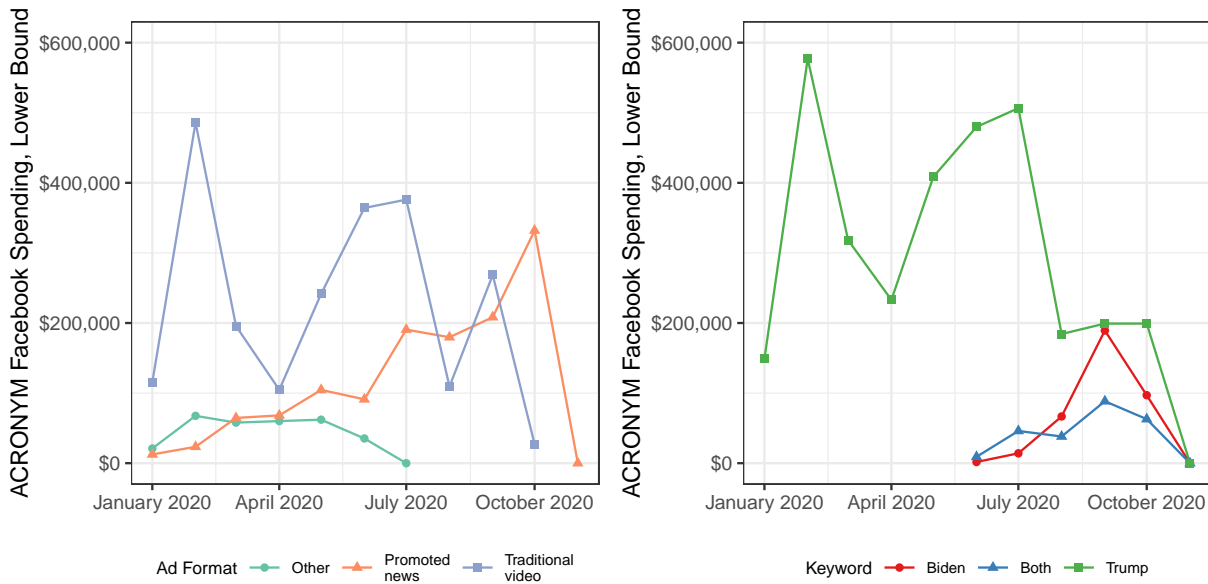 ACRONYM Facebook Spending, Lower Bound
$600,000
$400,000
$200,000
$0
January 2020 April 2020 July 2020 October 2020
Ad Format Other Promoted news Traditional video
ACRONYM Facebook Spending, Lower Bound
$600,000
$400,000
$200,000
$0
January 2020 April 2020 July 2020 October 2020
Keyword Biden Both Trump